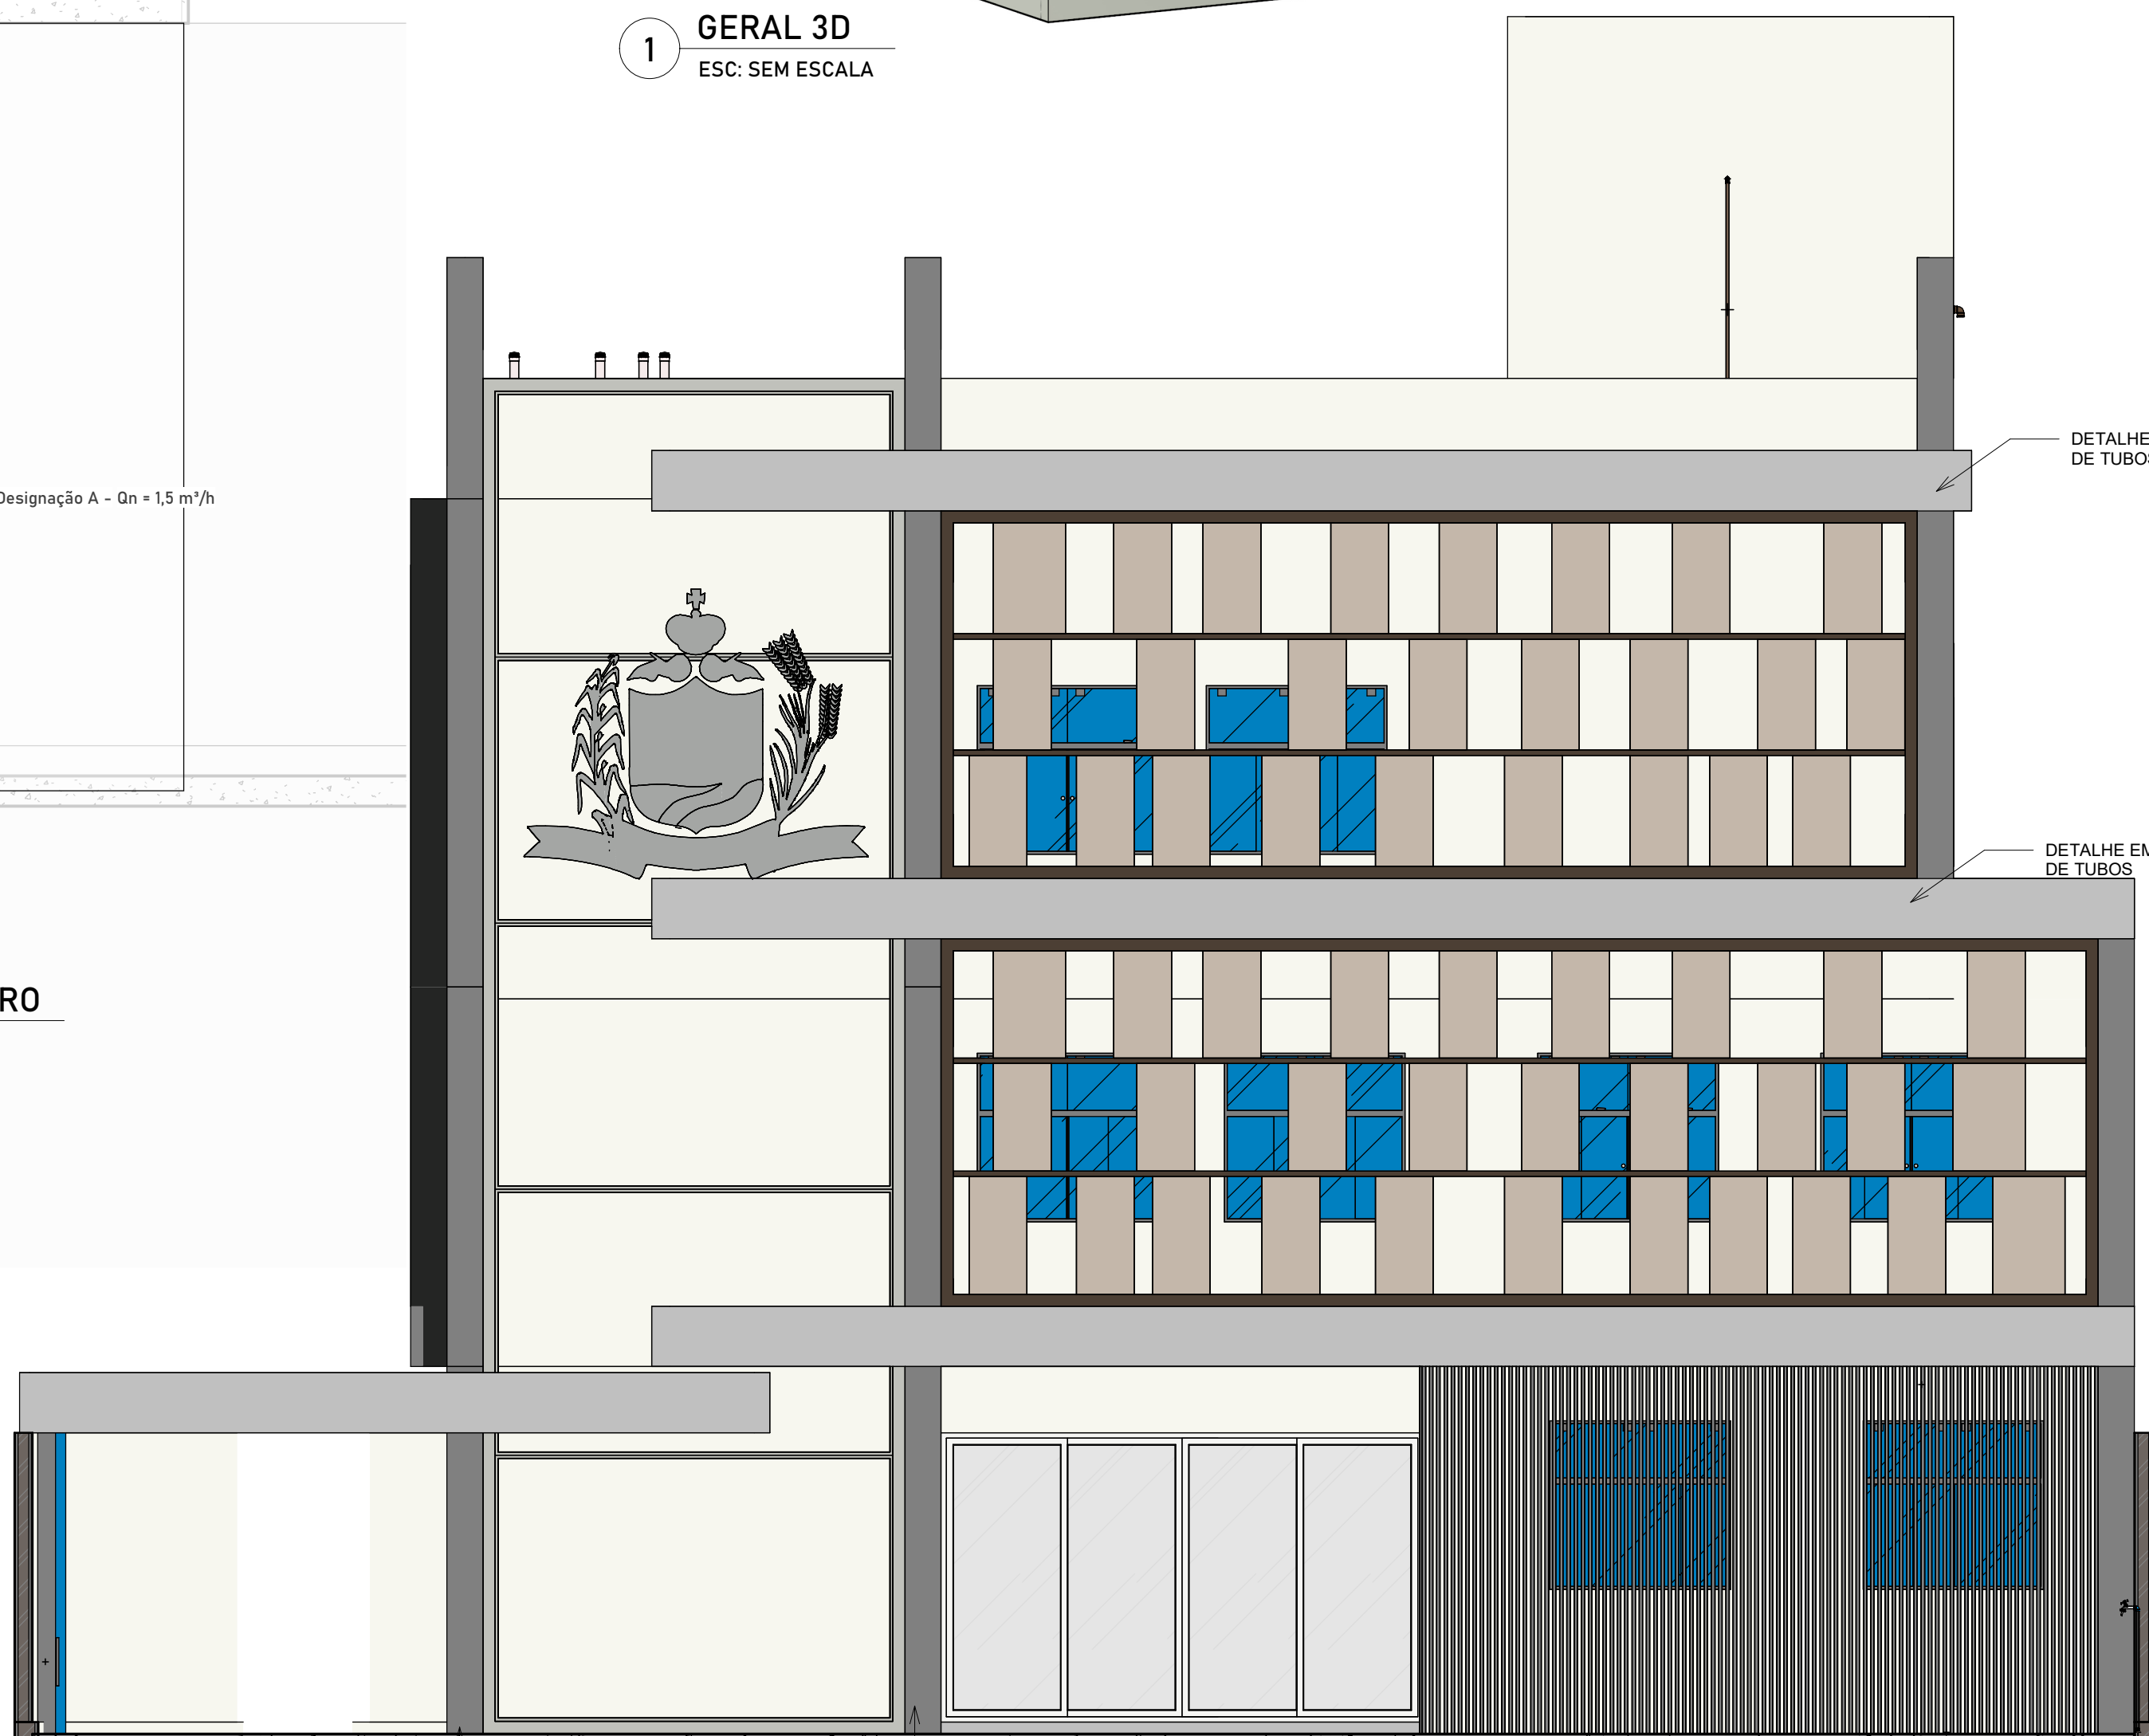 1
GERAL 3D
ESC: SEM ESCALA
DETALHE
DE TUBOS
Designação A - Qn = 1,5 m³/h
DETALHE EM
DE TUBOS
RO